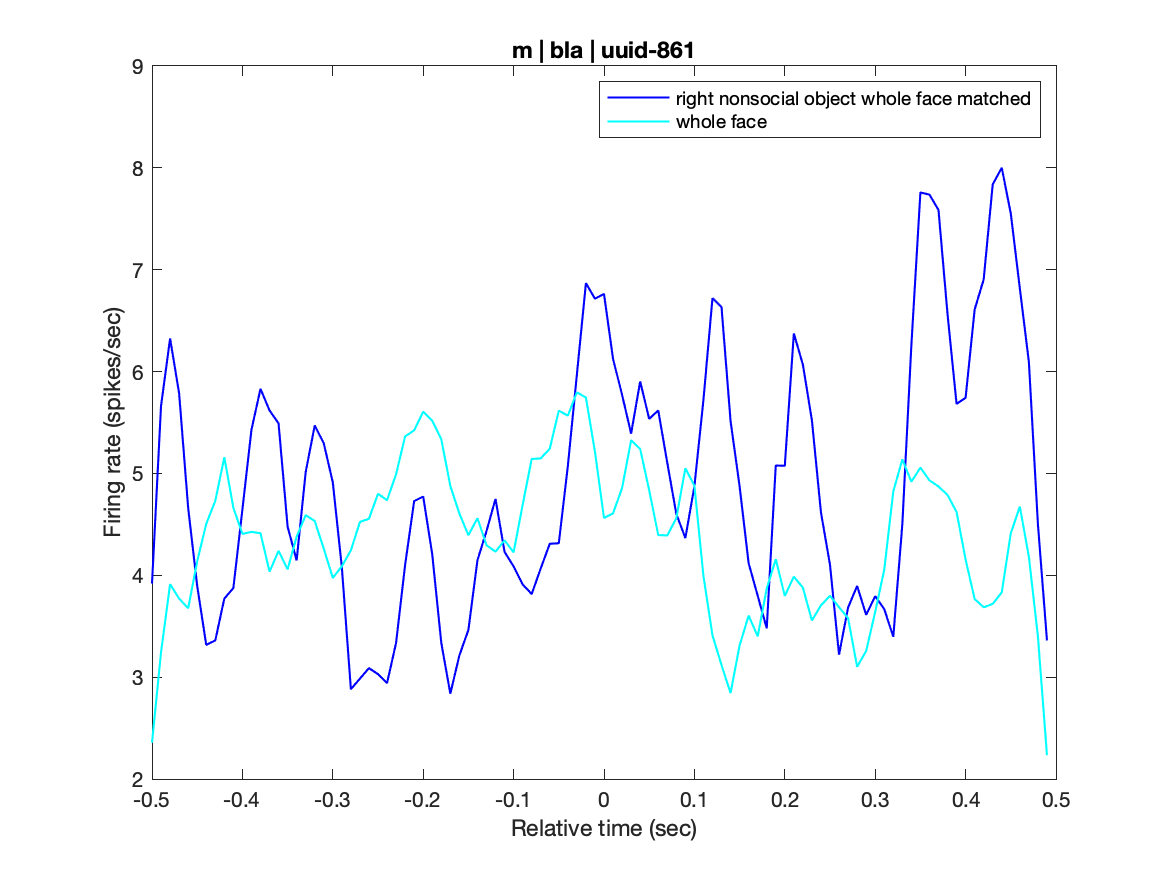 m | bla | uuid-861
right nonsocial object whole face matched
whole face
Firing rate (spikes/sec)
9
8
7
6
5
4
3
2
-0.5 -0.4 -0.3 -0.2 -0.1 0 0.1 0.2 0.3 0.4 0.5
Relative time (sec)